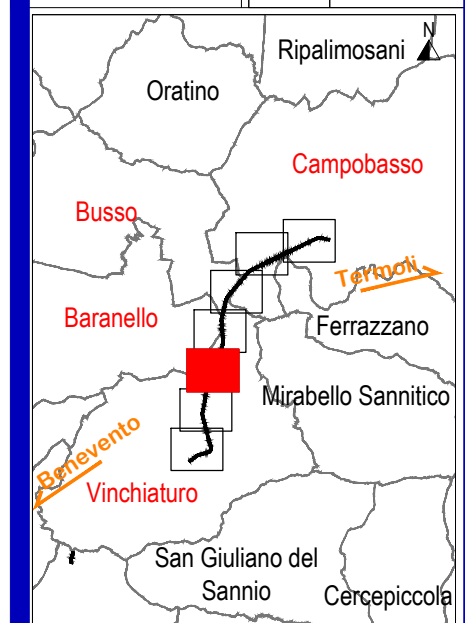 N
Ripalimosani
Oratino
Campobasso
Busso
Termoli
Baranello
Ferrazzano
Mirabello Sannitico
Benevento
Vinchiaturo
San Giuliano del
Sannio
Cercepiccola